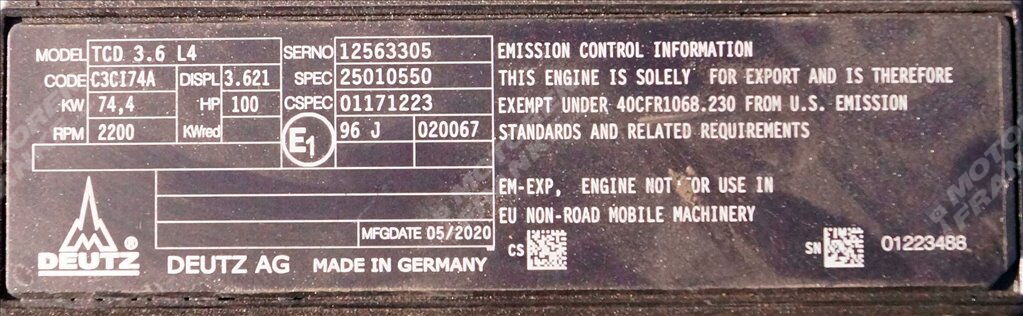 MODEL TCD 3.6 L4 SERNO 12563305 EMISSION CONTROL INFORMATION
CODE C3CI74A DISPL 3.621 SPEC 25010550 THIS ENGINE IS SOLELY FOR EXPORT AND IS THEREFORE
KW 74,4 HP 100 CSPEC 01171223 EXEMPT UNDER 40CFR1068.230 FROM U.S. EMISSION
RPM 2200 KWred E1 96 J 020067 STANDARDS AND RELATED REQUIREMENTS
EM-EXP, ENGINE NOT FOR USE IN
EU NON-ROAD MOBILE MACHINERY
MFGDATE 05/2020
CS SN 01223488
DEUTZ ® DEUTZ AG MADE IN GERMANY